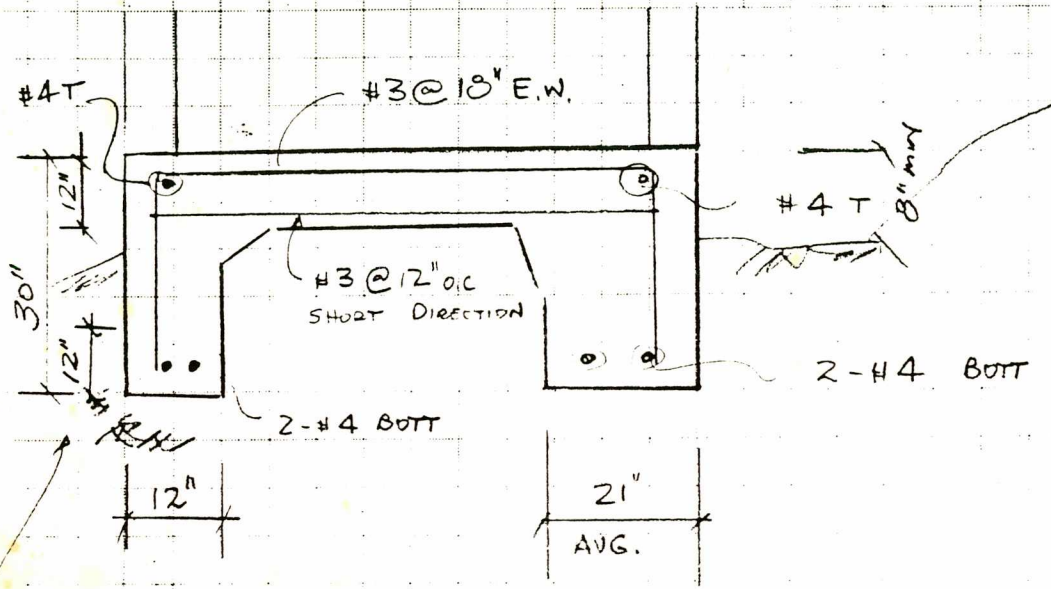 #4 T
#3 @ 18" E.W.
12"
8" MIN
# 4 T
30"
#3 @ 12" O.C
SHORT DIRECTION
12"
2-#4 BOTT
2-#4 BOTT
12"
21"
AVG.